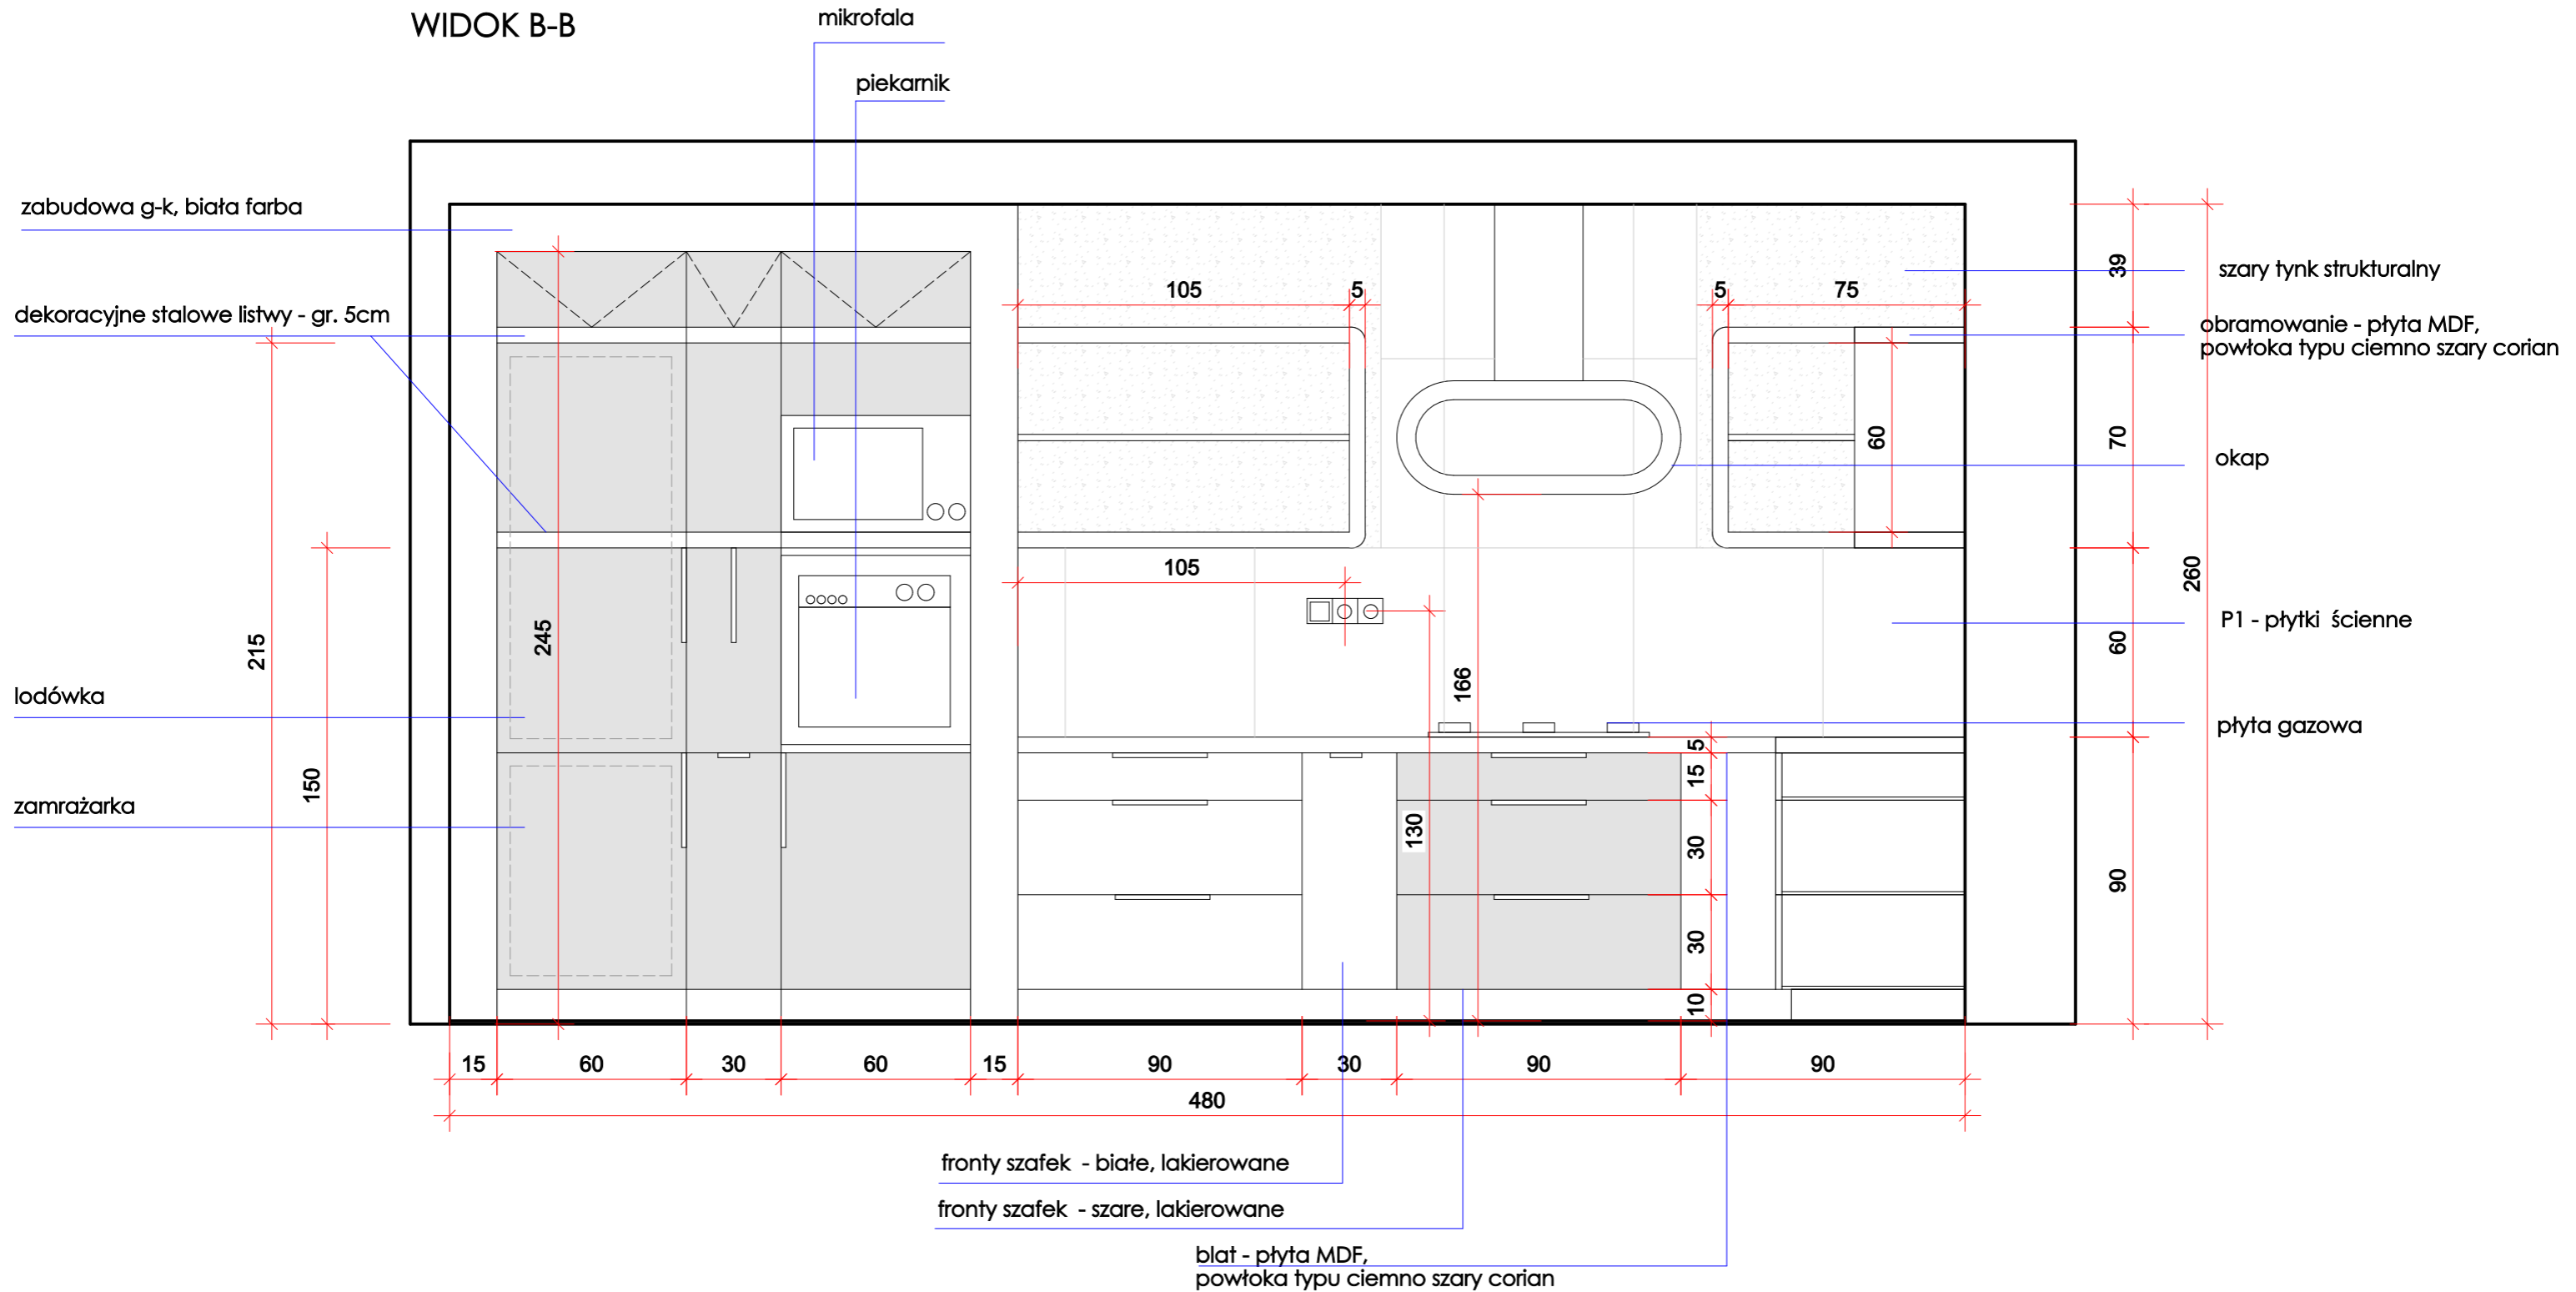 WIDOK B-B
mikrofala
piekarnik
zabudowa g-k, biała farba
dekoracyjne stalowe listwy - gr. 5cm
lodówka
zamrażarka
szary tynk strukturalny
obramowanie - płyta MDF,
powłoka typu ciemno szary corian
okap
P1 - płytki ścienne
płyta gazowa
215
150
245
105
5
5
75
60
105
166
130
5
15
30
30
10
39
70
60
90
260
15
60
30
60
15
90
30
90
90
480
fronty szafek - białe, lakierowane
fronty szafek - szare, lakierowane
blat - płyta MDF,
powłoka typu ciemno szary corian